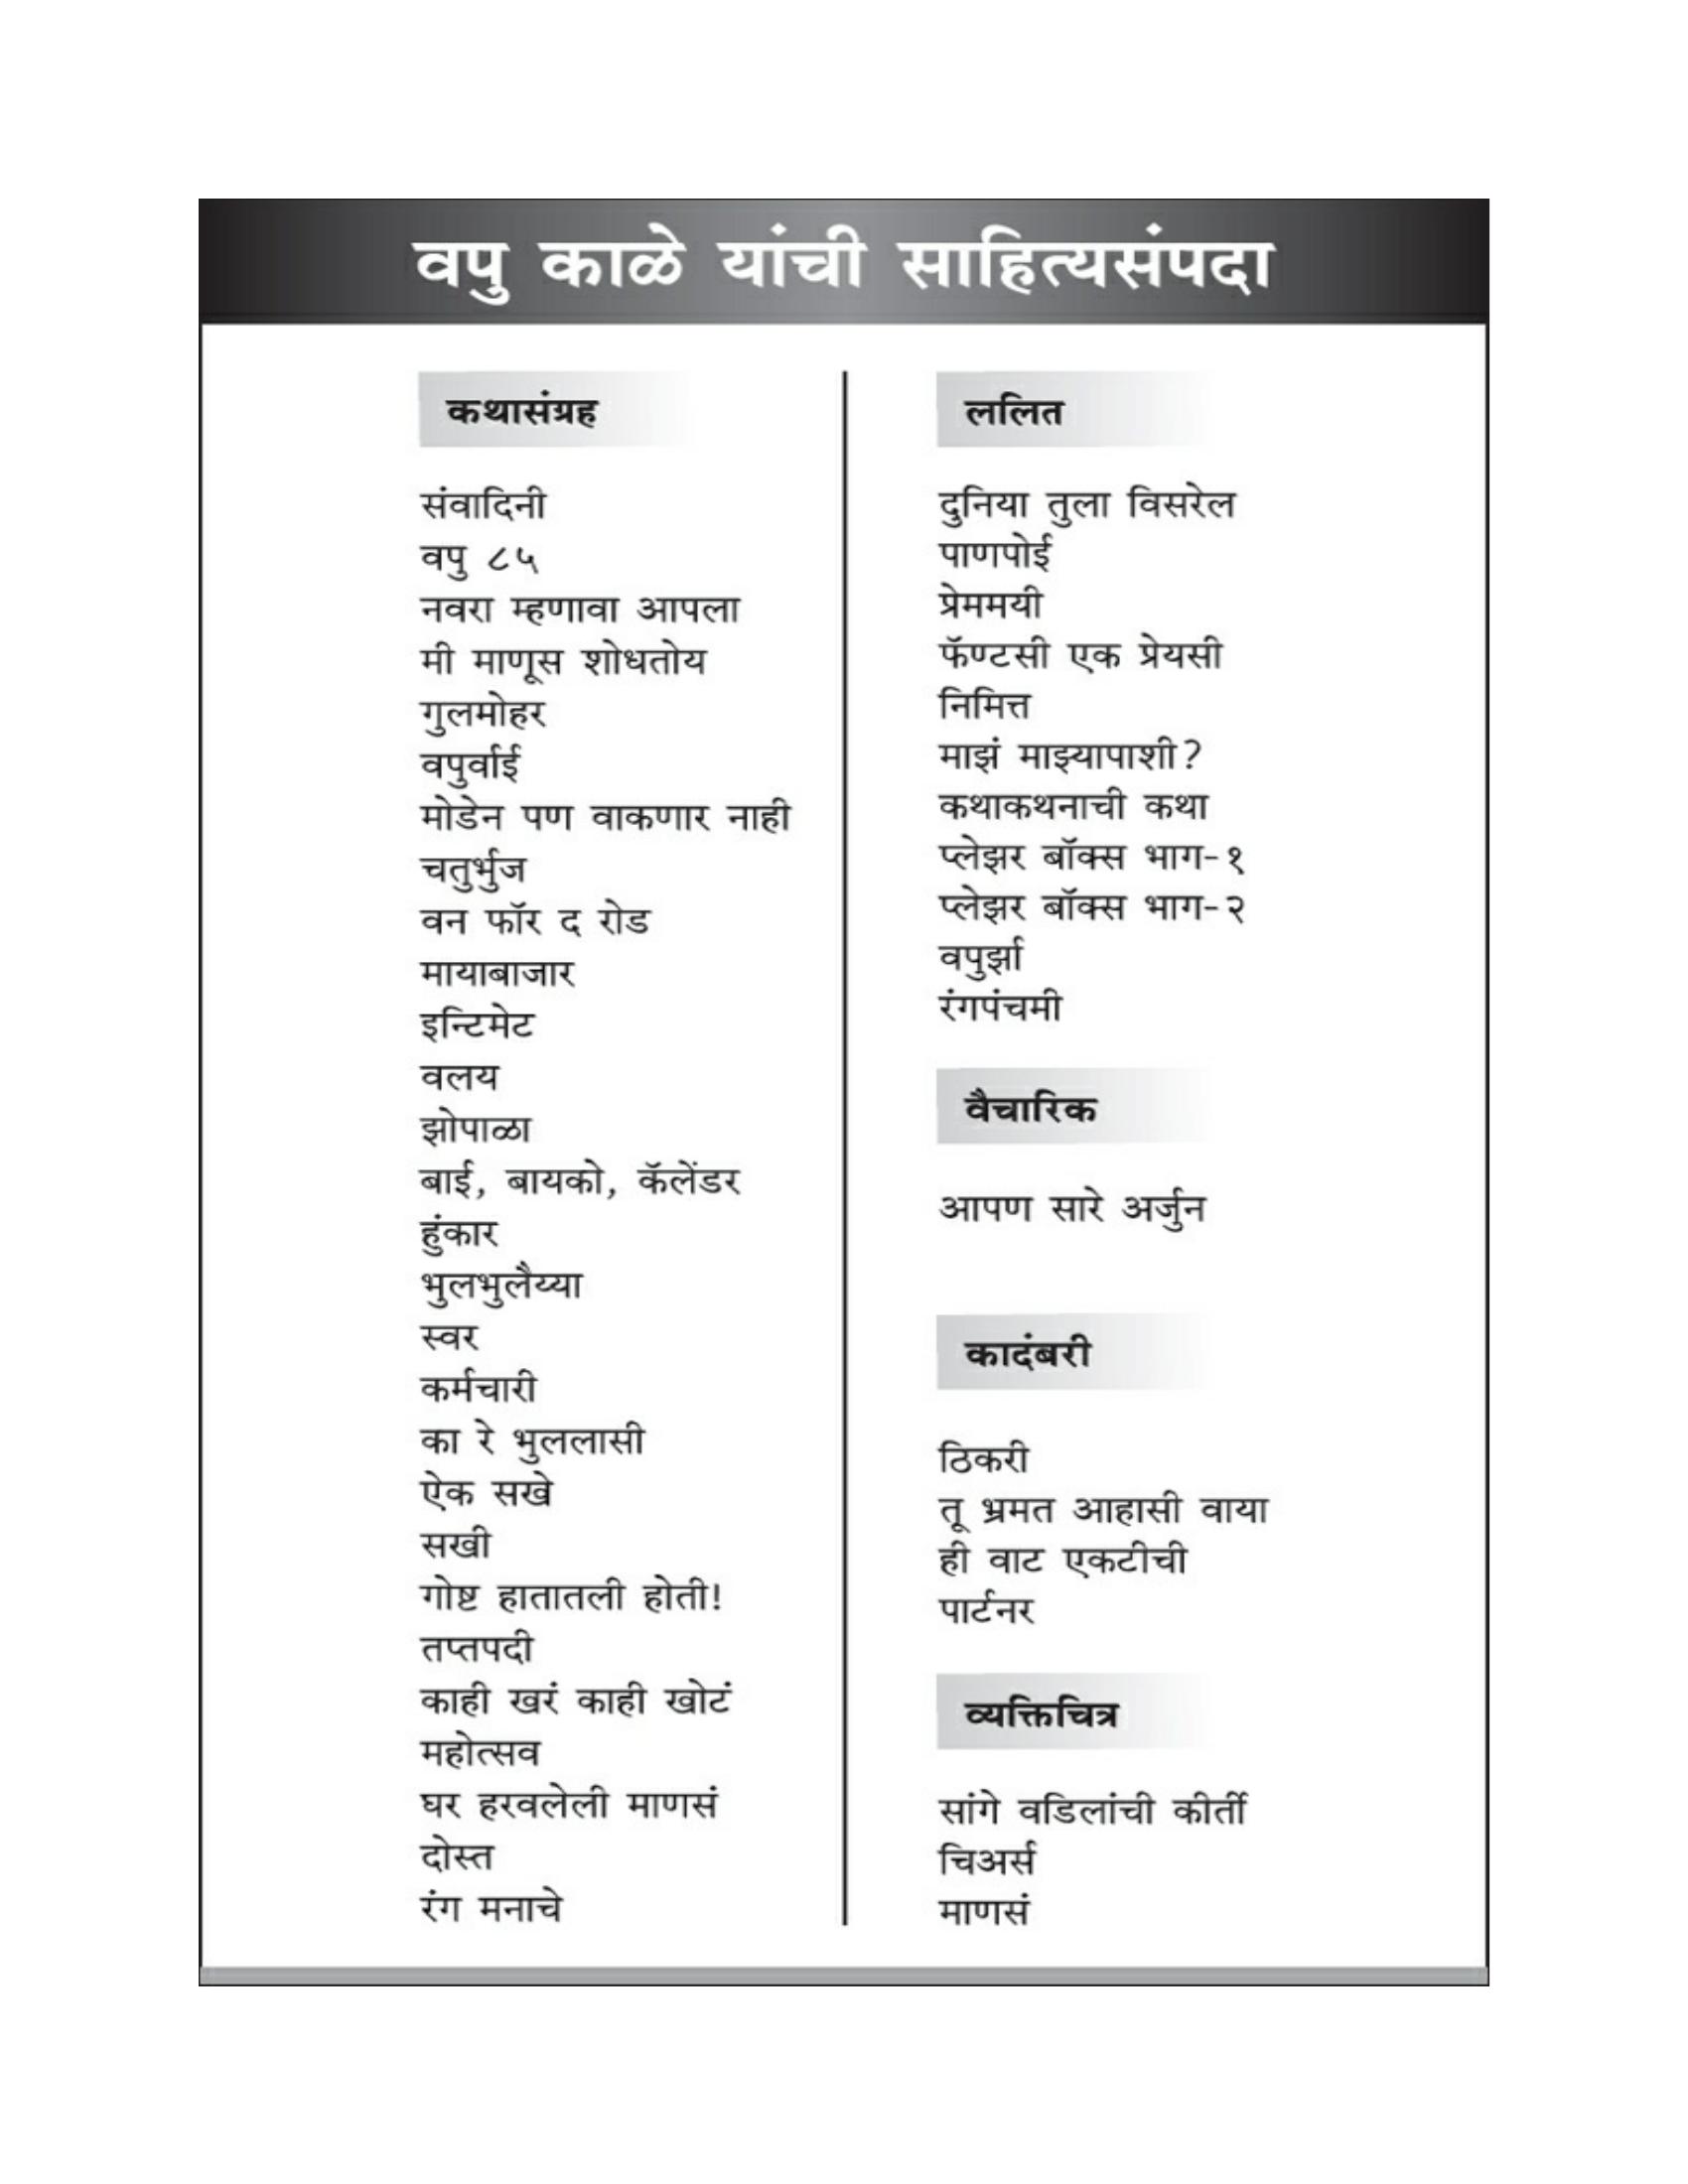 वपु काळे यांची साहित्यसंपदा
कथासंग्रह
संवादिनी
वपु ८५
नवरा म्हणावा आपला
मी माणूस शोधतोय
गुलमोहर
वपुर्वाई
मोडेन पण वाकणार नाही
चतुर्भुज
वन फॉर द रोड
मायाबाजार
इन्टिमेट
वलय
झोपाळा
बाई, बायको, कॅलेंडर
हुंकार
भुलभुलैय्या
स्वर
कर्मचारी
का रे भुललासी
ऐक सखे
सखी
गोष्ट हातातली होती!
तप्तपदी
काही खरं काही खोटं
महोत्सव
घर हरवलेली माणसं
दोस्त
रंग मनाचे
ललित
दुनिया तुला विसरेल
पाणपोई
प्रेममयी
फॅण्टसी एक प्रेयसी
निमित्त
माझं माझ्यापाशी?
कथाकथनाची कथा
प्लेझर बॉक्स भाग-१
प्लेझर बॉक्स भाग-२
वपुर्झा
रंगपंचमी
वैचारिक
आपण सारे अर्जुन
कादंबरी
ठिकरी
तू भ्रमत आहासी वाया
ही वाट एकटीची
पार्टनर
व्यक्तिचित्र
सांगे वडिलांची कीर्ती
चिअर्स
माणसं